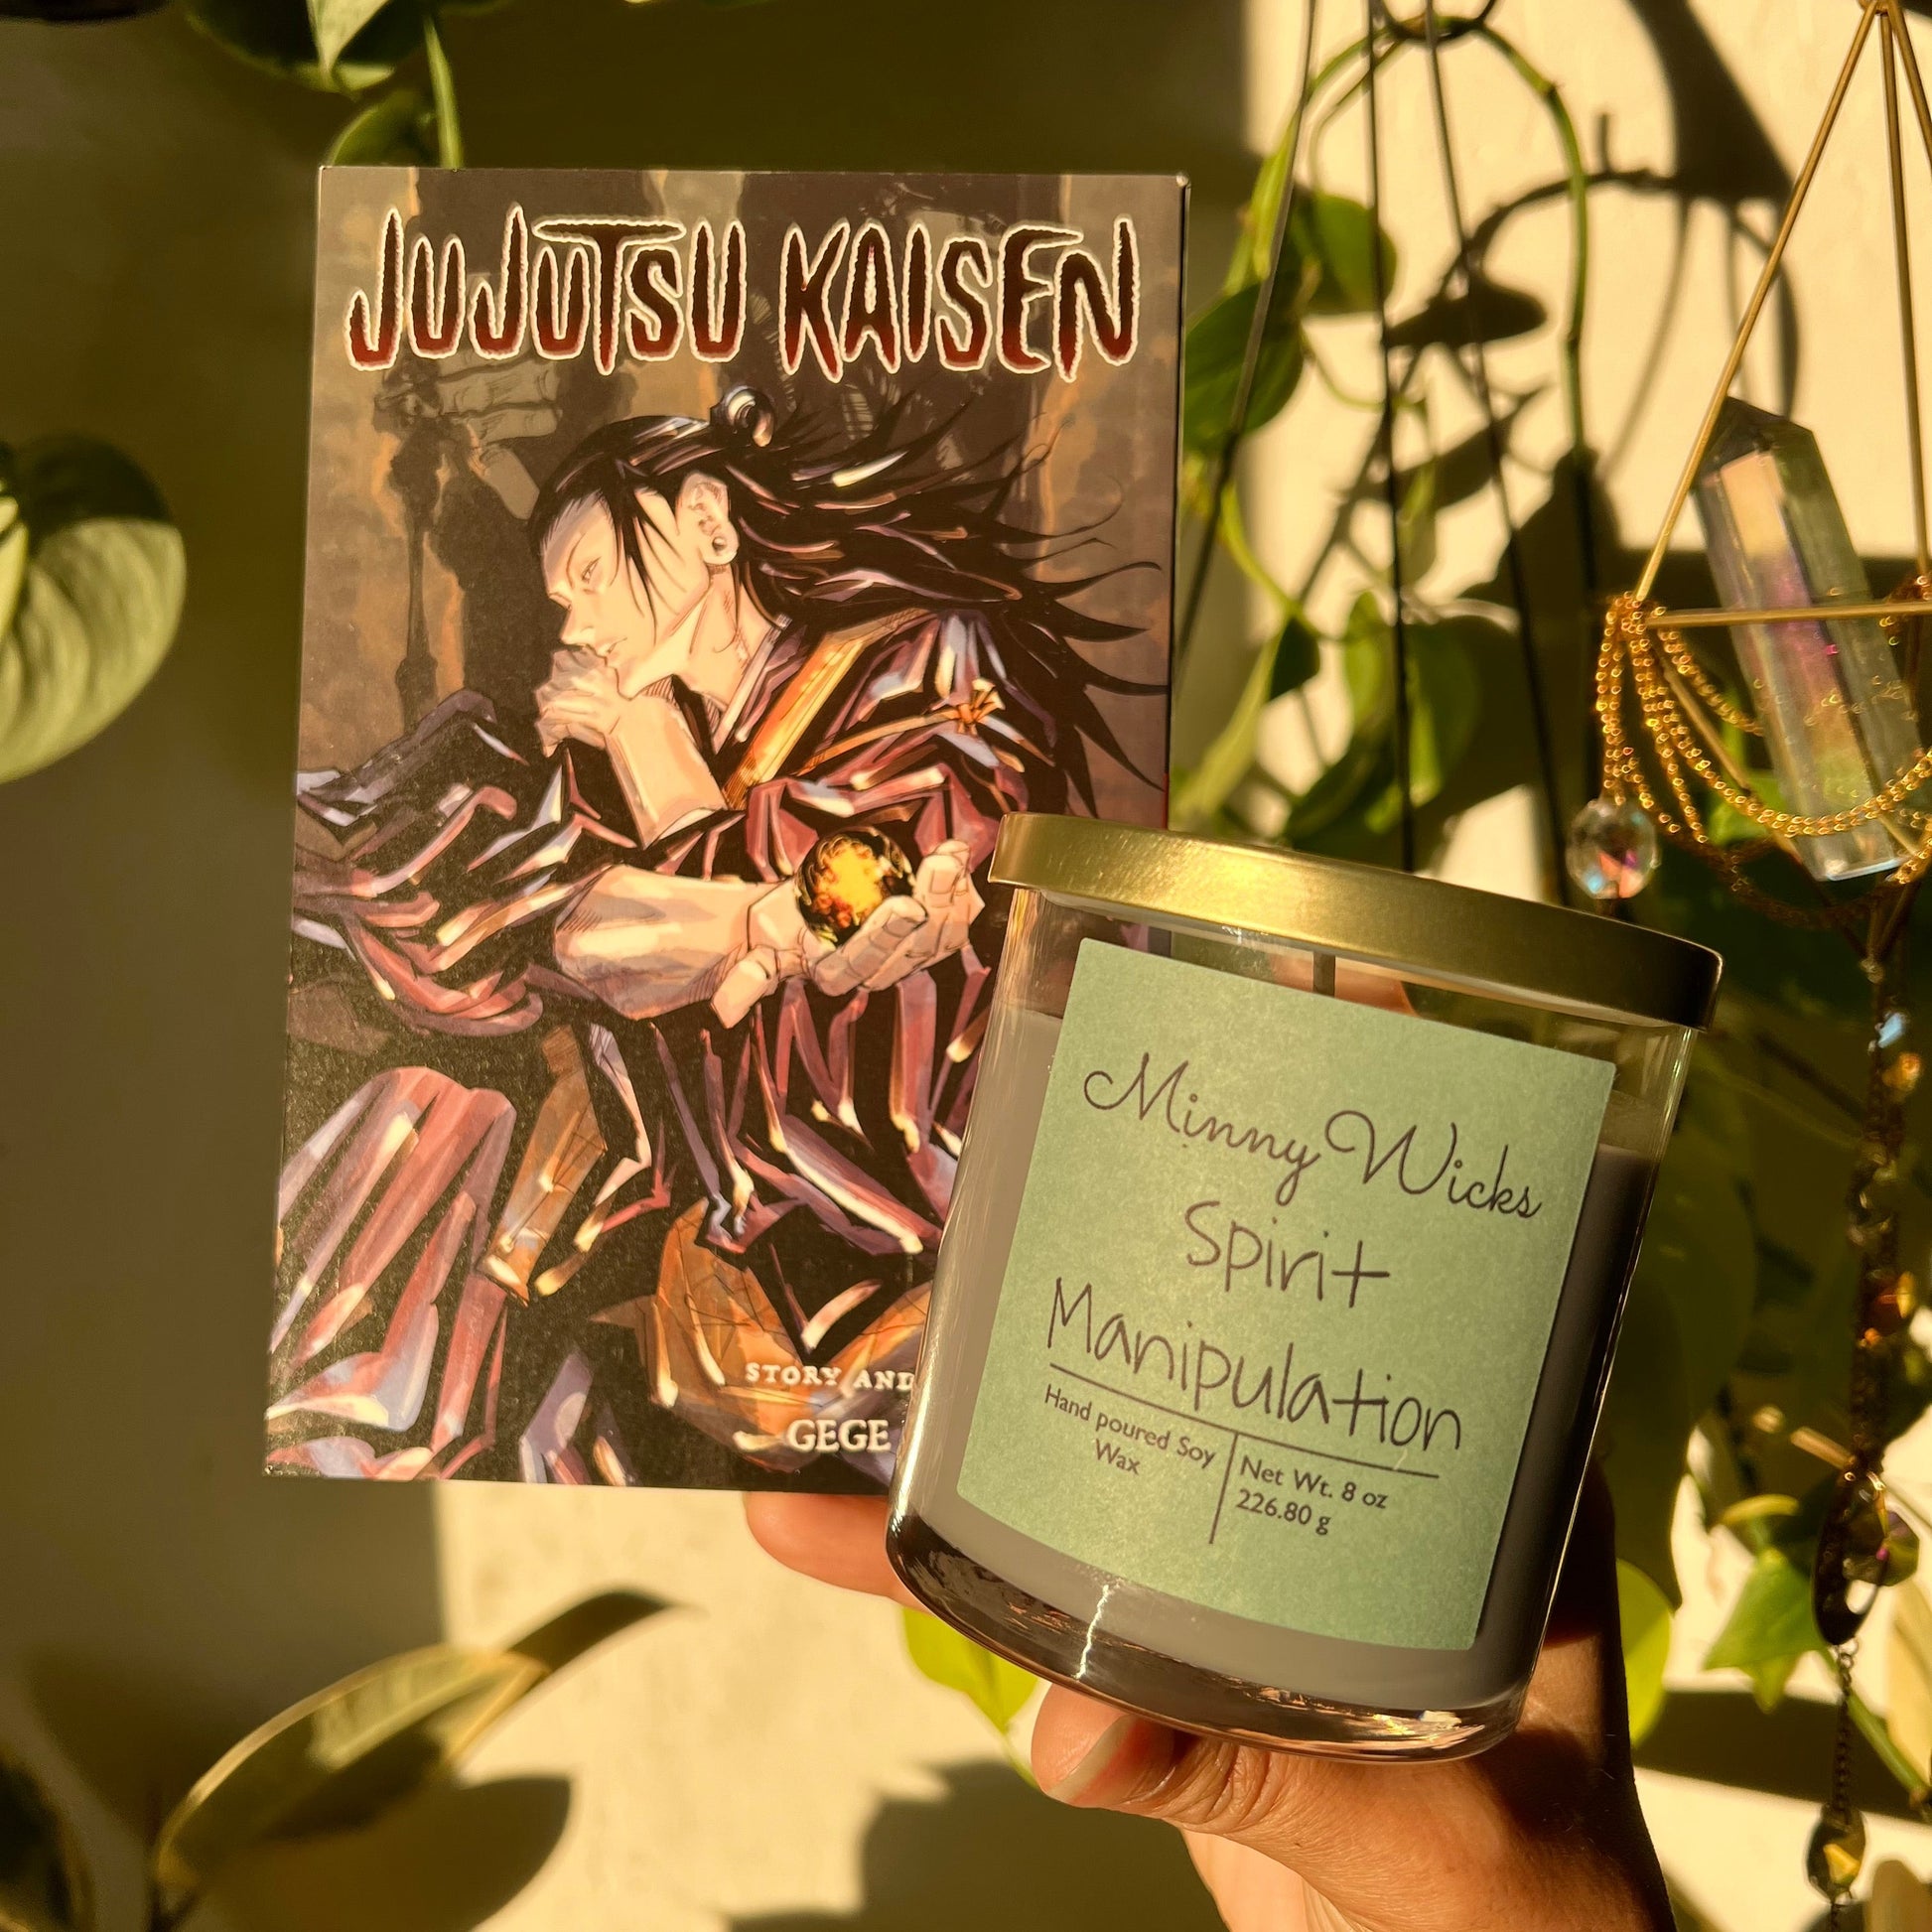 JUJUTSU KAISEN
STORY AND
GEGE
Minny Wicks
Spirit
Manipulation
Hand poured Soy
Wax
Net Wt. 8 oz
226.80 g